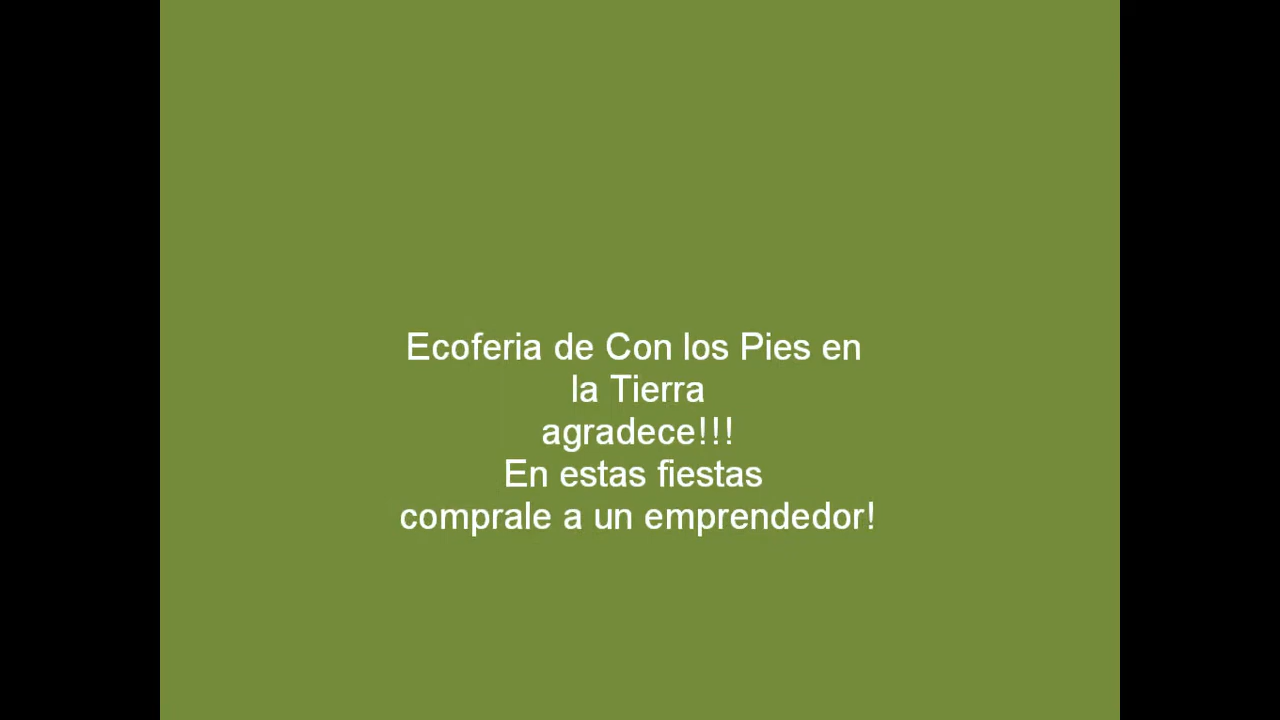 Ecoferia de Con los Pies en
la Tierra
agradece!!!
En estas fiestas
comprale a un emprendedor!